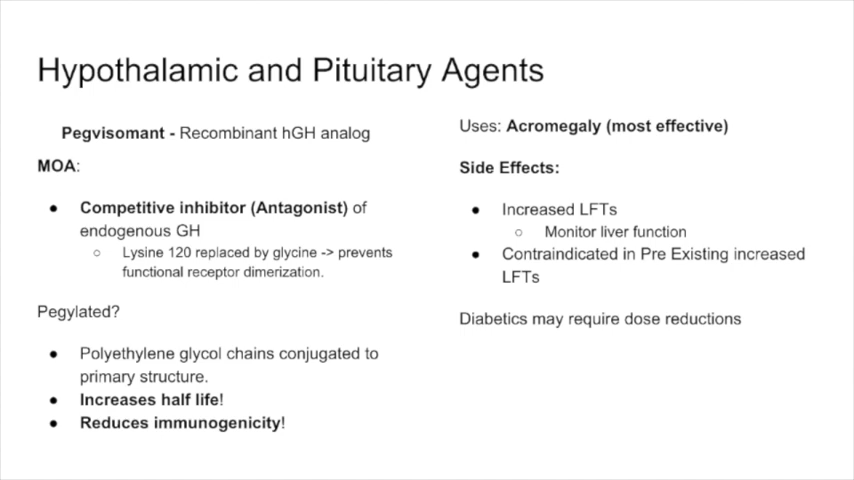 Hypothalamic and Pituitary Agents
Pegvisomant - Recombinant hGH analog
MOA:
● Competitive inhibitor (Antagonist) of
endogenous GH
○ Lysine 120 replaced by glycine -> prevents
functional receptor dimerization.
Pegylated?
● Polyethylene glycol chains conjugated to
primary structure.
● Increases half life!
● Reduces immunogenicity!
Uses: Acromegaly (most effective)
Side Effects:
● Increased LFTs
○ Monitor liver function
● Contraindicated in Pre Existing increased
LFTs
Diabetics may require dose reductions